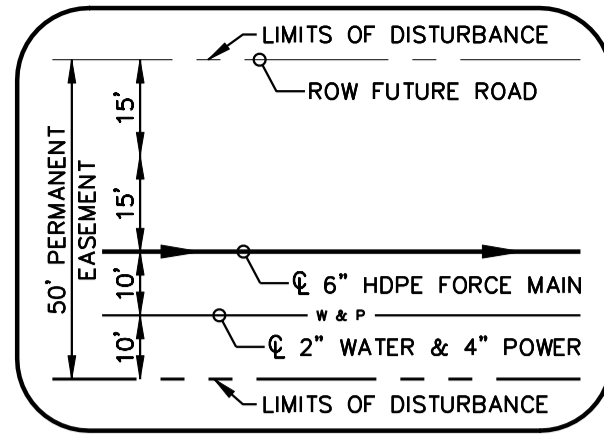 LIMITS OF DISTURBANCE
ROW FUTURE ROAD
15'
15'
50' PERMANENT
EASEMENT
10'
10'
℄ 6" HDPE FORCE MAIN
W & P
℄ 2" WATER & 4" POWER
LIMITS OF DISTURBANCE